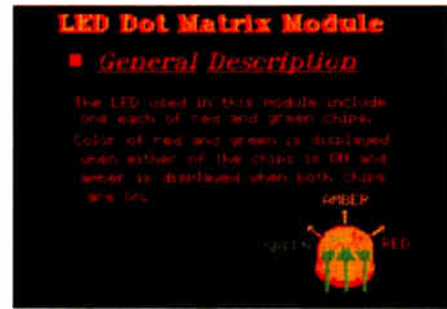 LED Dot Matrix Module
General Description
The LED used in this module include
one each of red and green chips.
Color of red and green is displayed
when either of the chips is ON and
amber is displayed when both chips
are on.
AMBER
RED